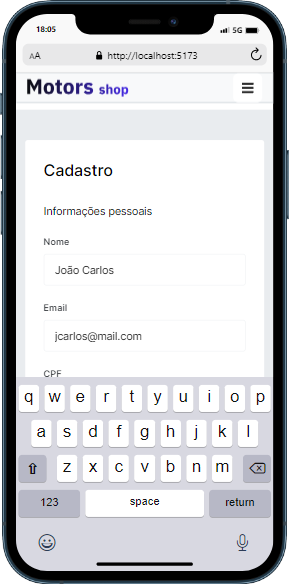 18:05
5G
AA
http://localhost:5173
Motors shop
Cadastro
Informações pessoais
Nome
João Carlos
Email
jcarlos@mail.com
CPF
q w e r t y u i o p
a s d f g h j k l
z x c v b n m
123 space return